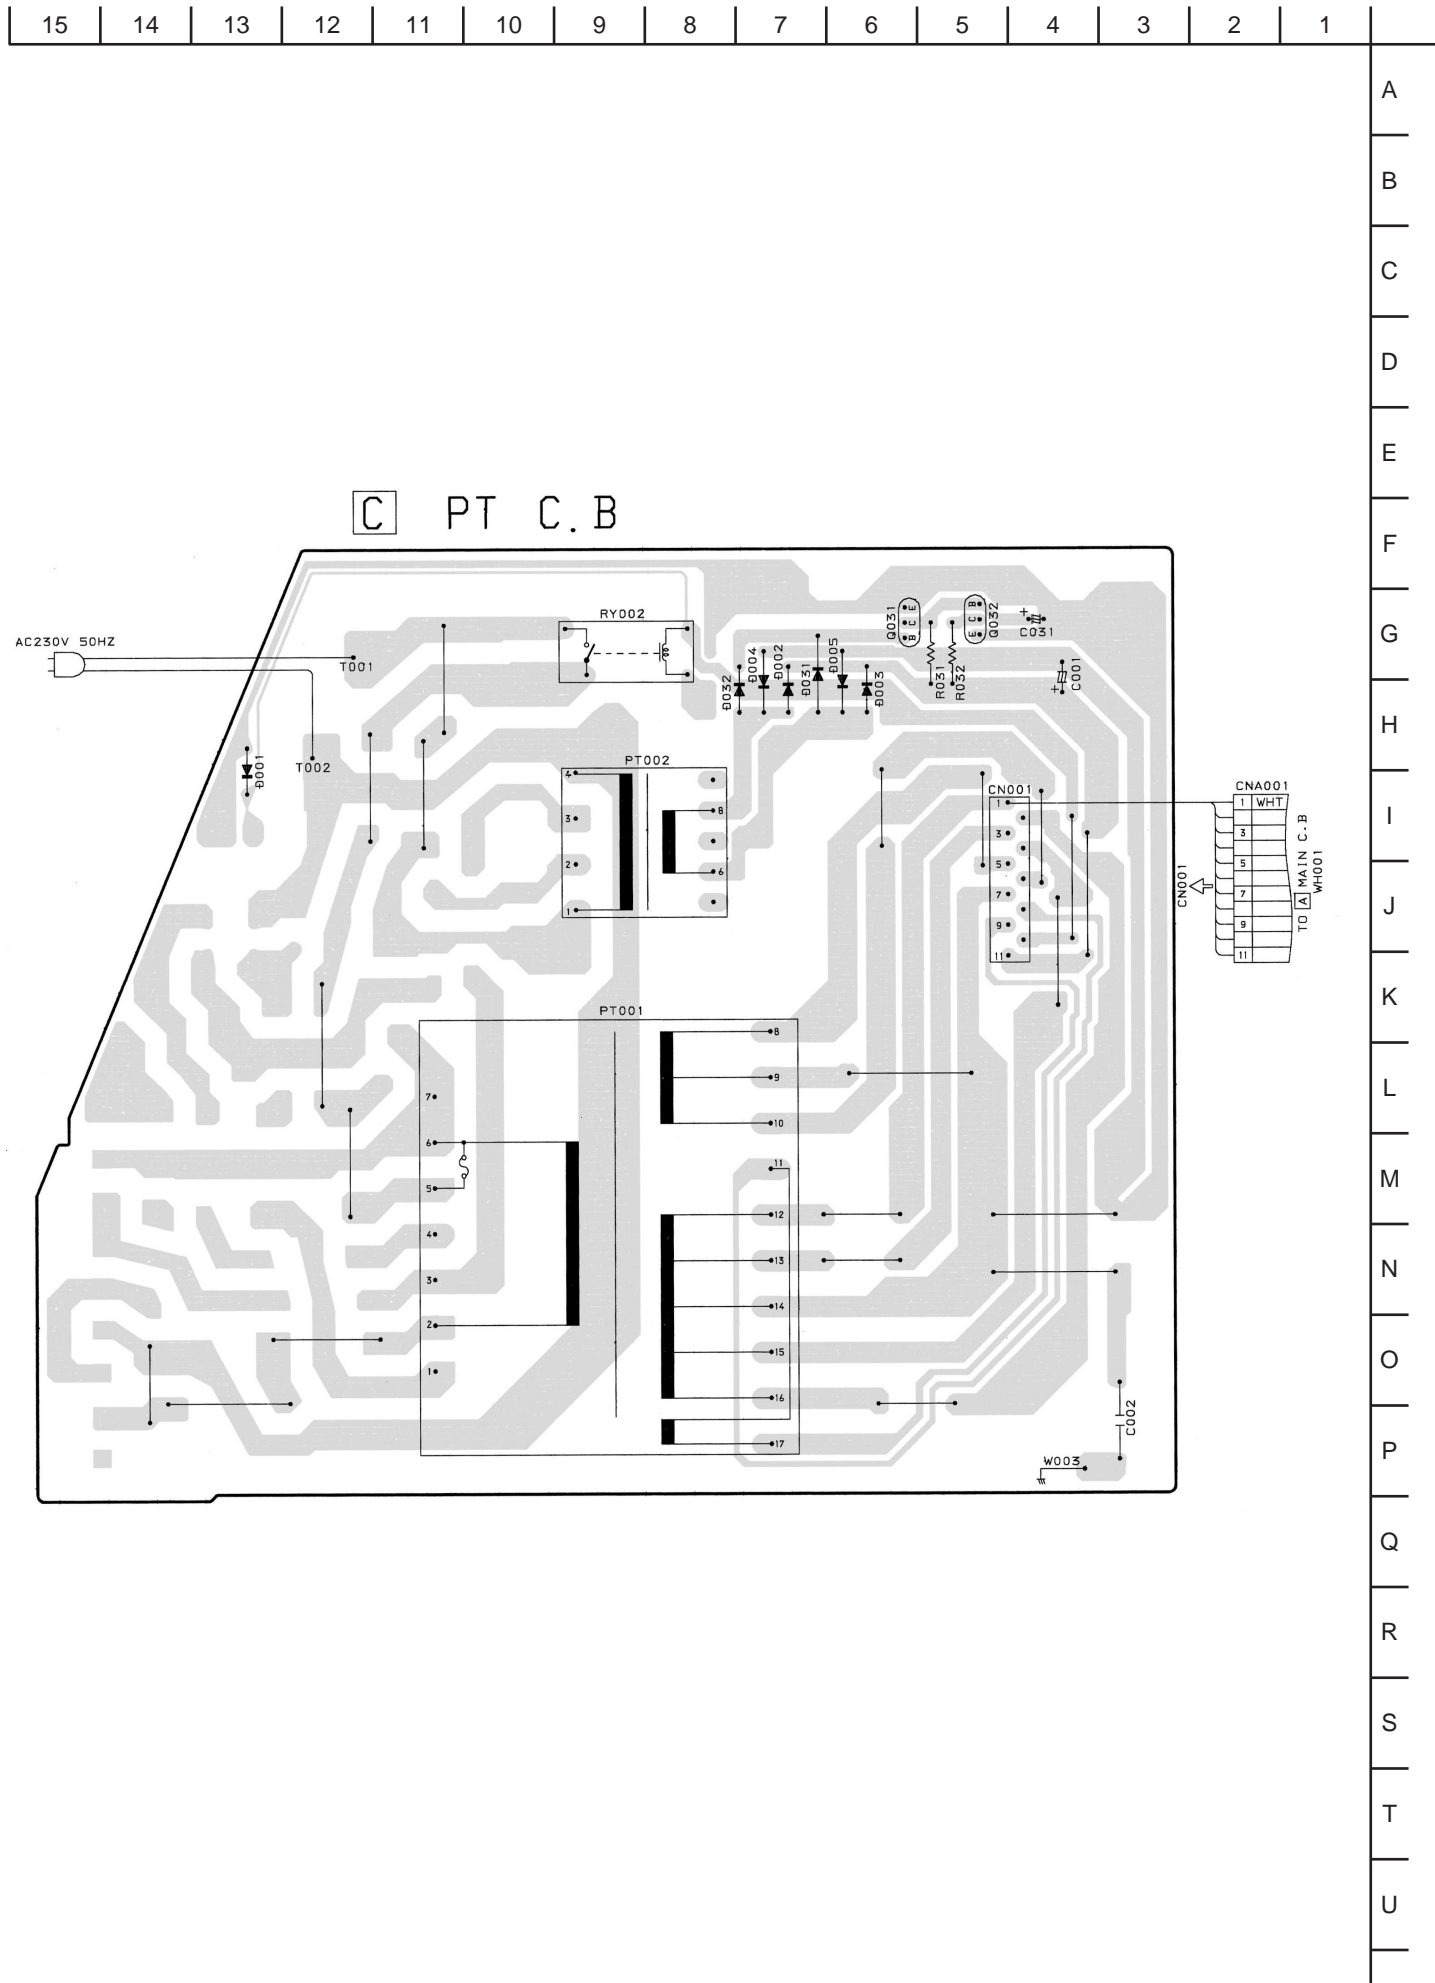 15 14 13 12 11 10 9 8 7 6 5 4 3 2 1
A
B
C
D
E
C PT C.B
F
RY002
Q031
B C E
E C B
Q032
+
C031
G
AC230V 50HZ
T001
D032
D004
D002
D031
D005
D003
R031
R032
+
C001
H
D001
T002
PT002
4
3
2
1
8
6
CN001
1
3
5
7
9
11
CNA001
1 WHT
3
5
7
9
11
CN001
TO A MAIN C.B
WH001
I
J
K
PT001
7
6
5
4
3
2
1
8
9
10
11
12
13
14
15
16
17
L
M
N
O
C002
W003
P
Q
R
S
T
U